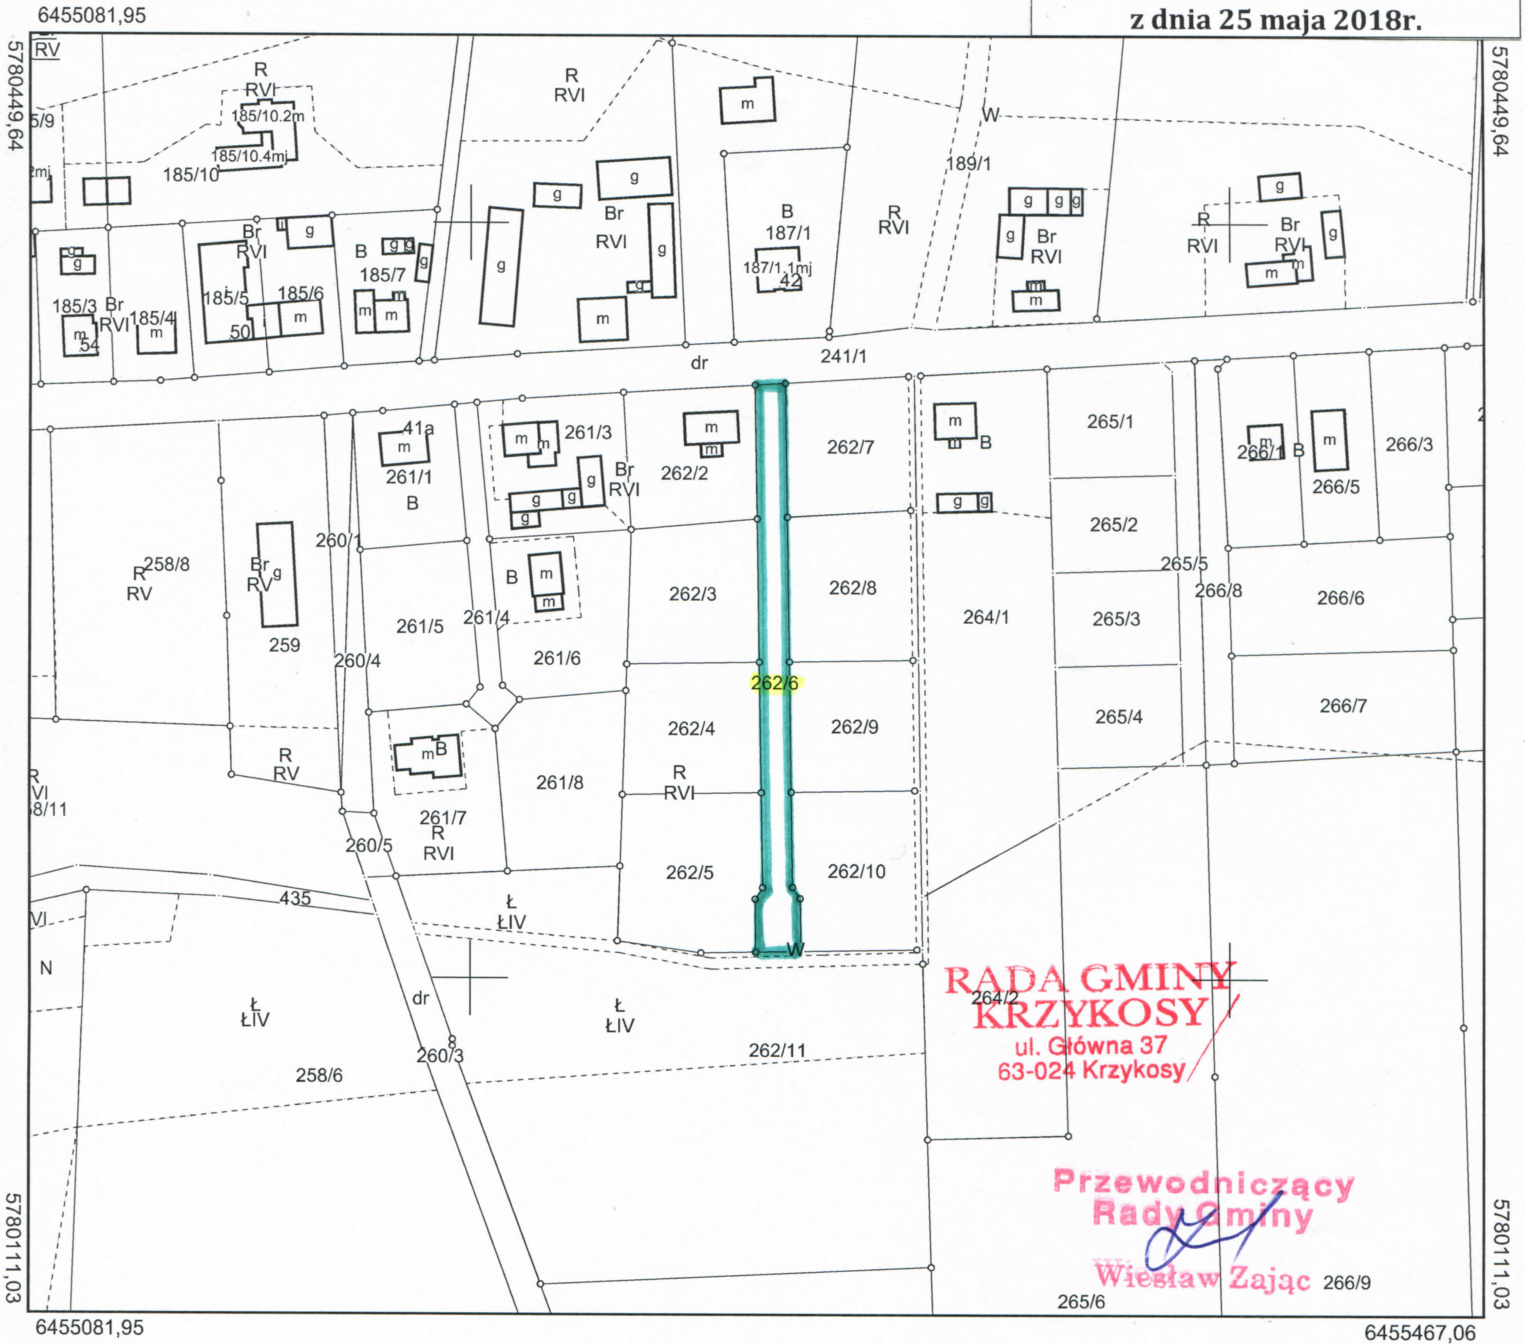 z dnia 25 maja 2018r.
6455081,95
5780449,64
5780449,64
RV
R
RVI
185/10.2m
185/10.4mj
185/10
5/9
2mj
R
RVI
m
W
189/1
g
g
Br
RVI
g
g
g
m
B
187/1
187/1.1mj
42
R
RVI
g
g
g
g
Br
RVI
m
m
g
R
RVI
Br
RVI
g
m
m
g
g
185/3
Br
RVI
185/4
m
54
m
Br
RVI
i
g
185/5
i
185/6
50
i
m
B
g
g
g
185/7
m
m
m
dr
241/1
41a
m
261/1
B
m
m
261/3
Br
RVI
g
g
g
g
m
m
262/2
262/7
m
m
B
g
g
265/1
265/2
265/5
265/3
265/4
266/1
m
B
m
266/5
266/3
2
266/8
266/6
266/7
258/8
R
RV
Br
RV
g
259
260/1
260/4
261/5
261/4
B
m
m
261/6
262/3
262/8
264/1
262/6
262/4
262/9
R
RVI
R
RV
m
B
261/7
R
RVI
261/8
R
VI
58/11
260/5
262/5
262/10
435
VI
N
Ł
ŁIV
W
Ł
ŁIV
dr
Ł
ŁIV
260/3
258/6
262/11
264/2
RADA GMINY
KRZYKOSY
ul. Główna 37
63-024 Krzykosy
Przewodniczący
Rady Gminy
Wiesław Zając
266/9
265/6
5780111,03
5780111,03
6455081,95
6455467,06